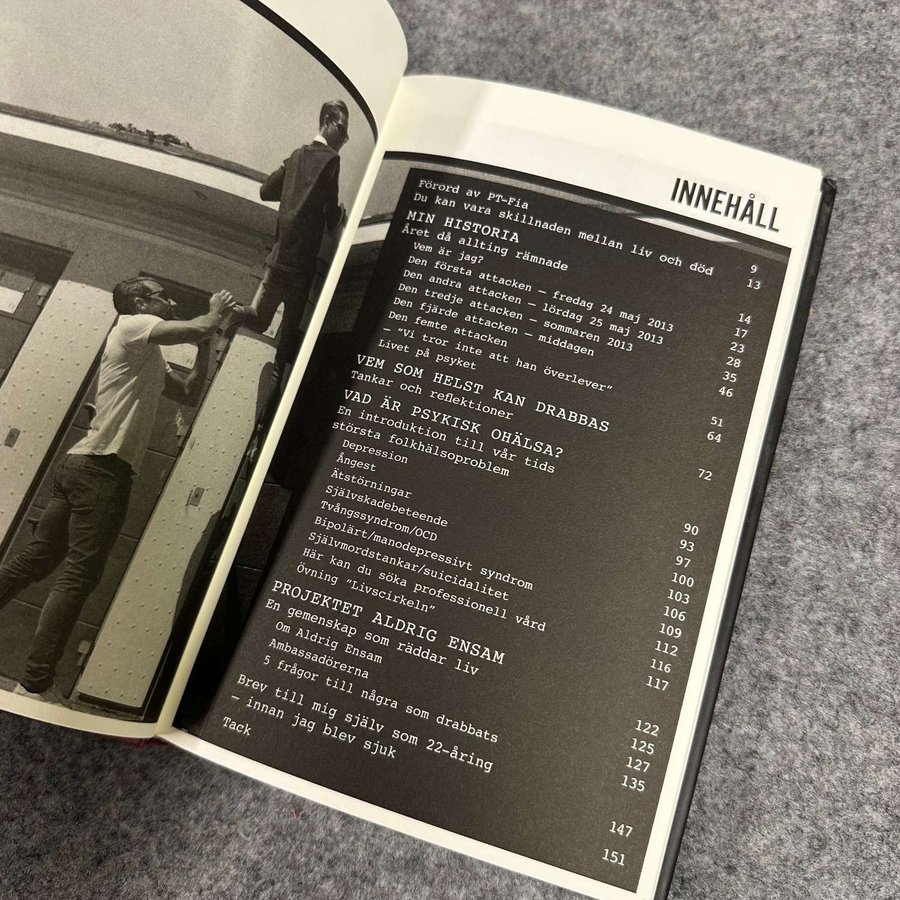 INNEHÅLL
Förord av PT-Fia 9
Du kan vara skillnaden mellan liv och död 13
MIN HISTORIA
Året då allting rämnade 14
Vem är jag? 17
Den första attacken – fredag 24 maj 2013 23
Den andra attacken – lördag 25 maj 2013 28
Den tredje attacken – sommaren 2013 35
Den fjärde attacken – middagen 46
Den femte attacken
– ”Vi tror inte att han överlever” 51
Livet på psyket 64
VEM SOM HELST KAN DRABBAS
Tankar och reflektioner 72
VAD ÄR PSYKISK OHÄLSA?
En introduktion till vår tids
största folkhälsoproblem 90
Depression 93
Ångest 97
Ätstörningar 100
Självskadebeteende 103
Tvångssyndrom/OCD 106
Bipolärt/manodepressivt syndrom 109
Självmordstankar/suicidalitet 112
Här kan du söka professionell vård 116
Övning ”Livscirkeln” 117
PROJEKTET ALDRIG ENSAM
En gemenskap som räddar liv 122
Om Aldrig Ensam 125
Ambassadörerna 127
5 frågor till några som drabbats 135
Brev till mig själv som 22-åring
– innan jag blev sjuk 147
Tack 151